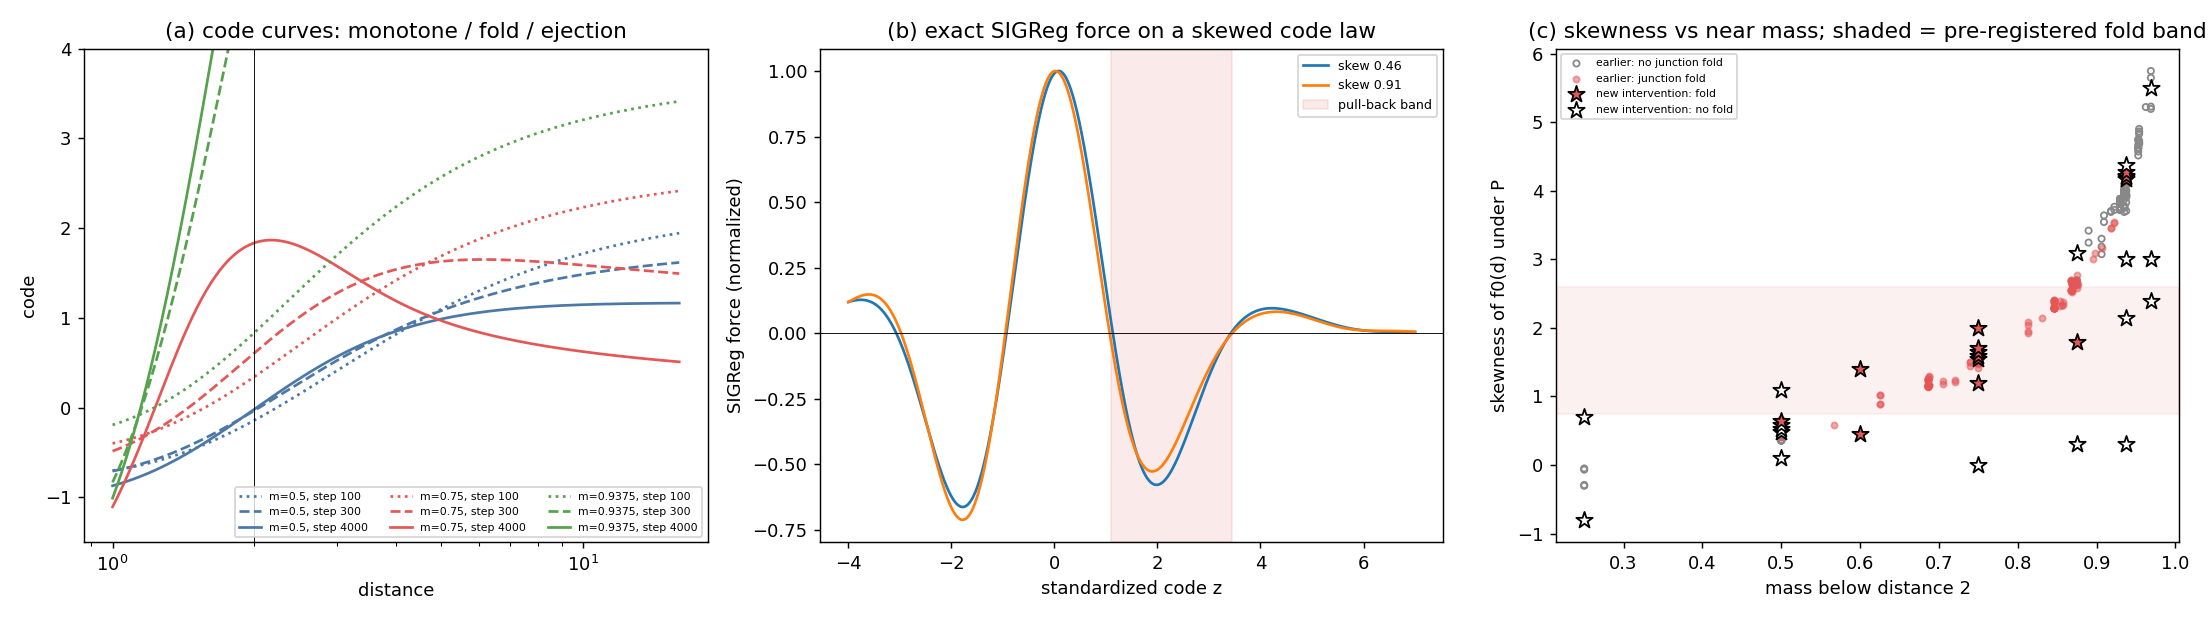 (a) code curves: monotone / fold / ejection
4
3
2
1
0
−1
code
10⁰
10¹
distance
m=0.5, step 100
m=0.5, step 300
m=0.5, step 4000
m=0.75, step 100
m=0.75, step 300
m=0.75, step 4000
m=0.9375, step 100
m=0.9375, step 300
m=0.9375, step 4000
(b) exact SIGReg force on a skewed code law
1.00
0.75
0.50
0.25
0.00
−0.25
−0.50
−0.75
SIGReg force (normalized)
−4
−2
0
2
4
6
standardized code z
skew 0.46
skew 0.91
pull-back band
(c) skewness vs near mass; shaded = pre-registered fold band
6
5
4
3
2
1
0
−1
skewness of f0(d) under P
0.3
0.4
0.5
0.6
0.7
0.8
0.9
1.0
mass below distance 2
earlier: no junction fold
earlier: junction fold
new intervention: fold
new intervention: no fold